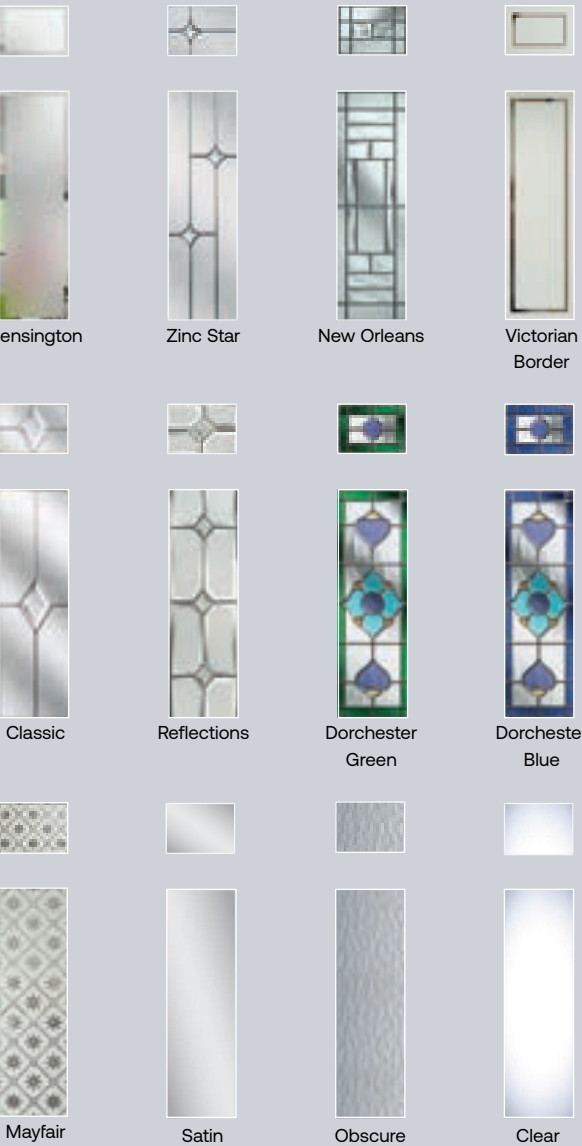 ensington
Zinc Star
New Orleans
Victorian
Border
Classic
Reflections
Dorchester
Green
Dorcheste
Blue
Mayfair
Satin
Obscure
Clear